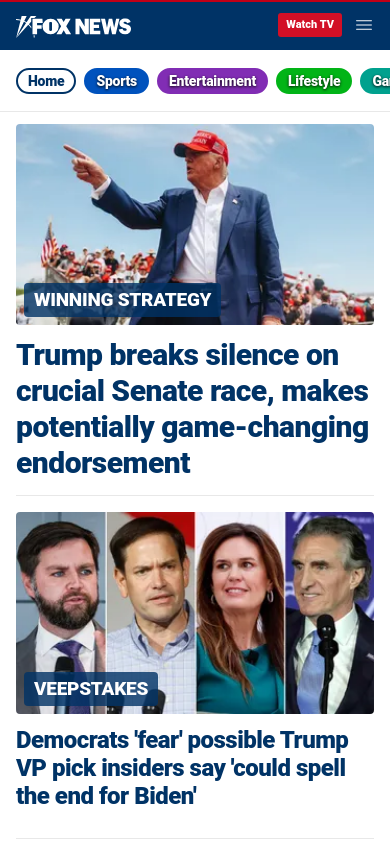 FOX NEWS
Watch TV
Home
Sports
Entertainment
Lifestyle
Ga
WINNING STRATEGY
Trump breaks silence on
crucial Senate race, makes
potentially game-changing
endorsement
VEEPSTAKES
Democrats 'fear' possible Trump
VP pick insiders say 'could spell
the end for Biden'